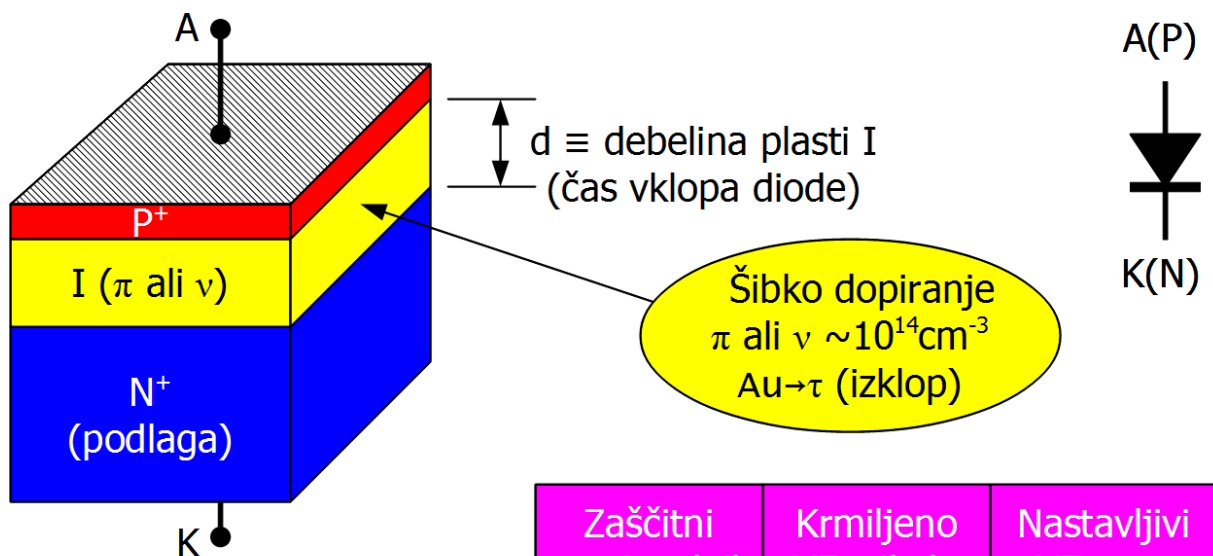 A
A(P)
d ≡ debelina plasti I
(čas vklopa diode)
P⁺
I (π ali ν)
K(N)
Šibko dopiranje
π ali ν ~10¹⁴cm⁻³
Au→τ (izklop)
N⁺
(podlaga)
K
Zaščitni
Krmiljeno
Nastavljivi